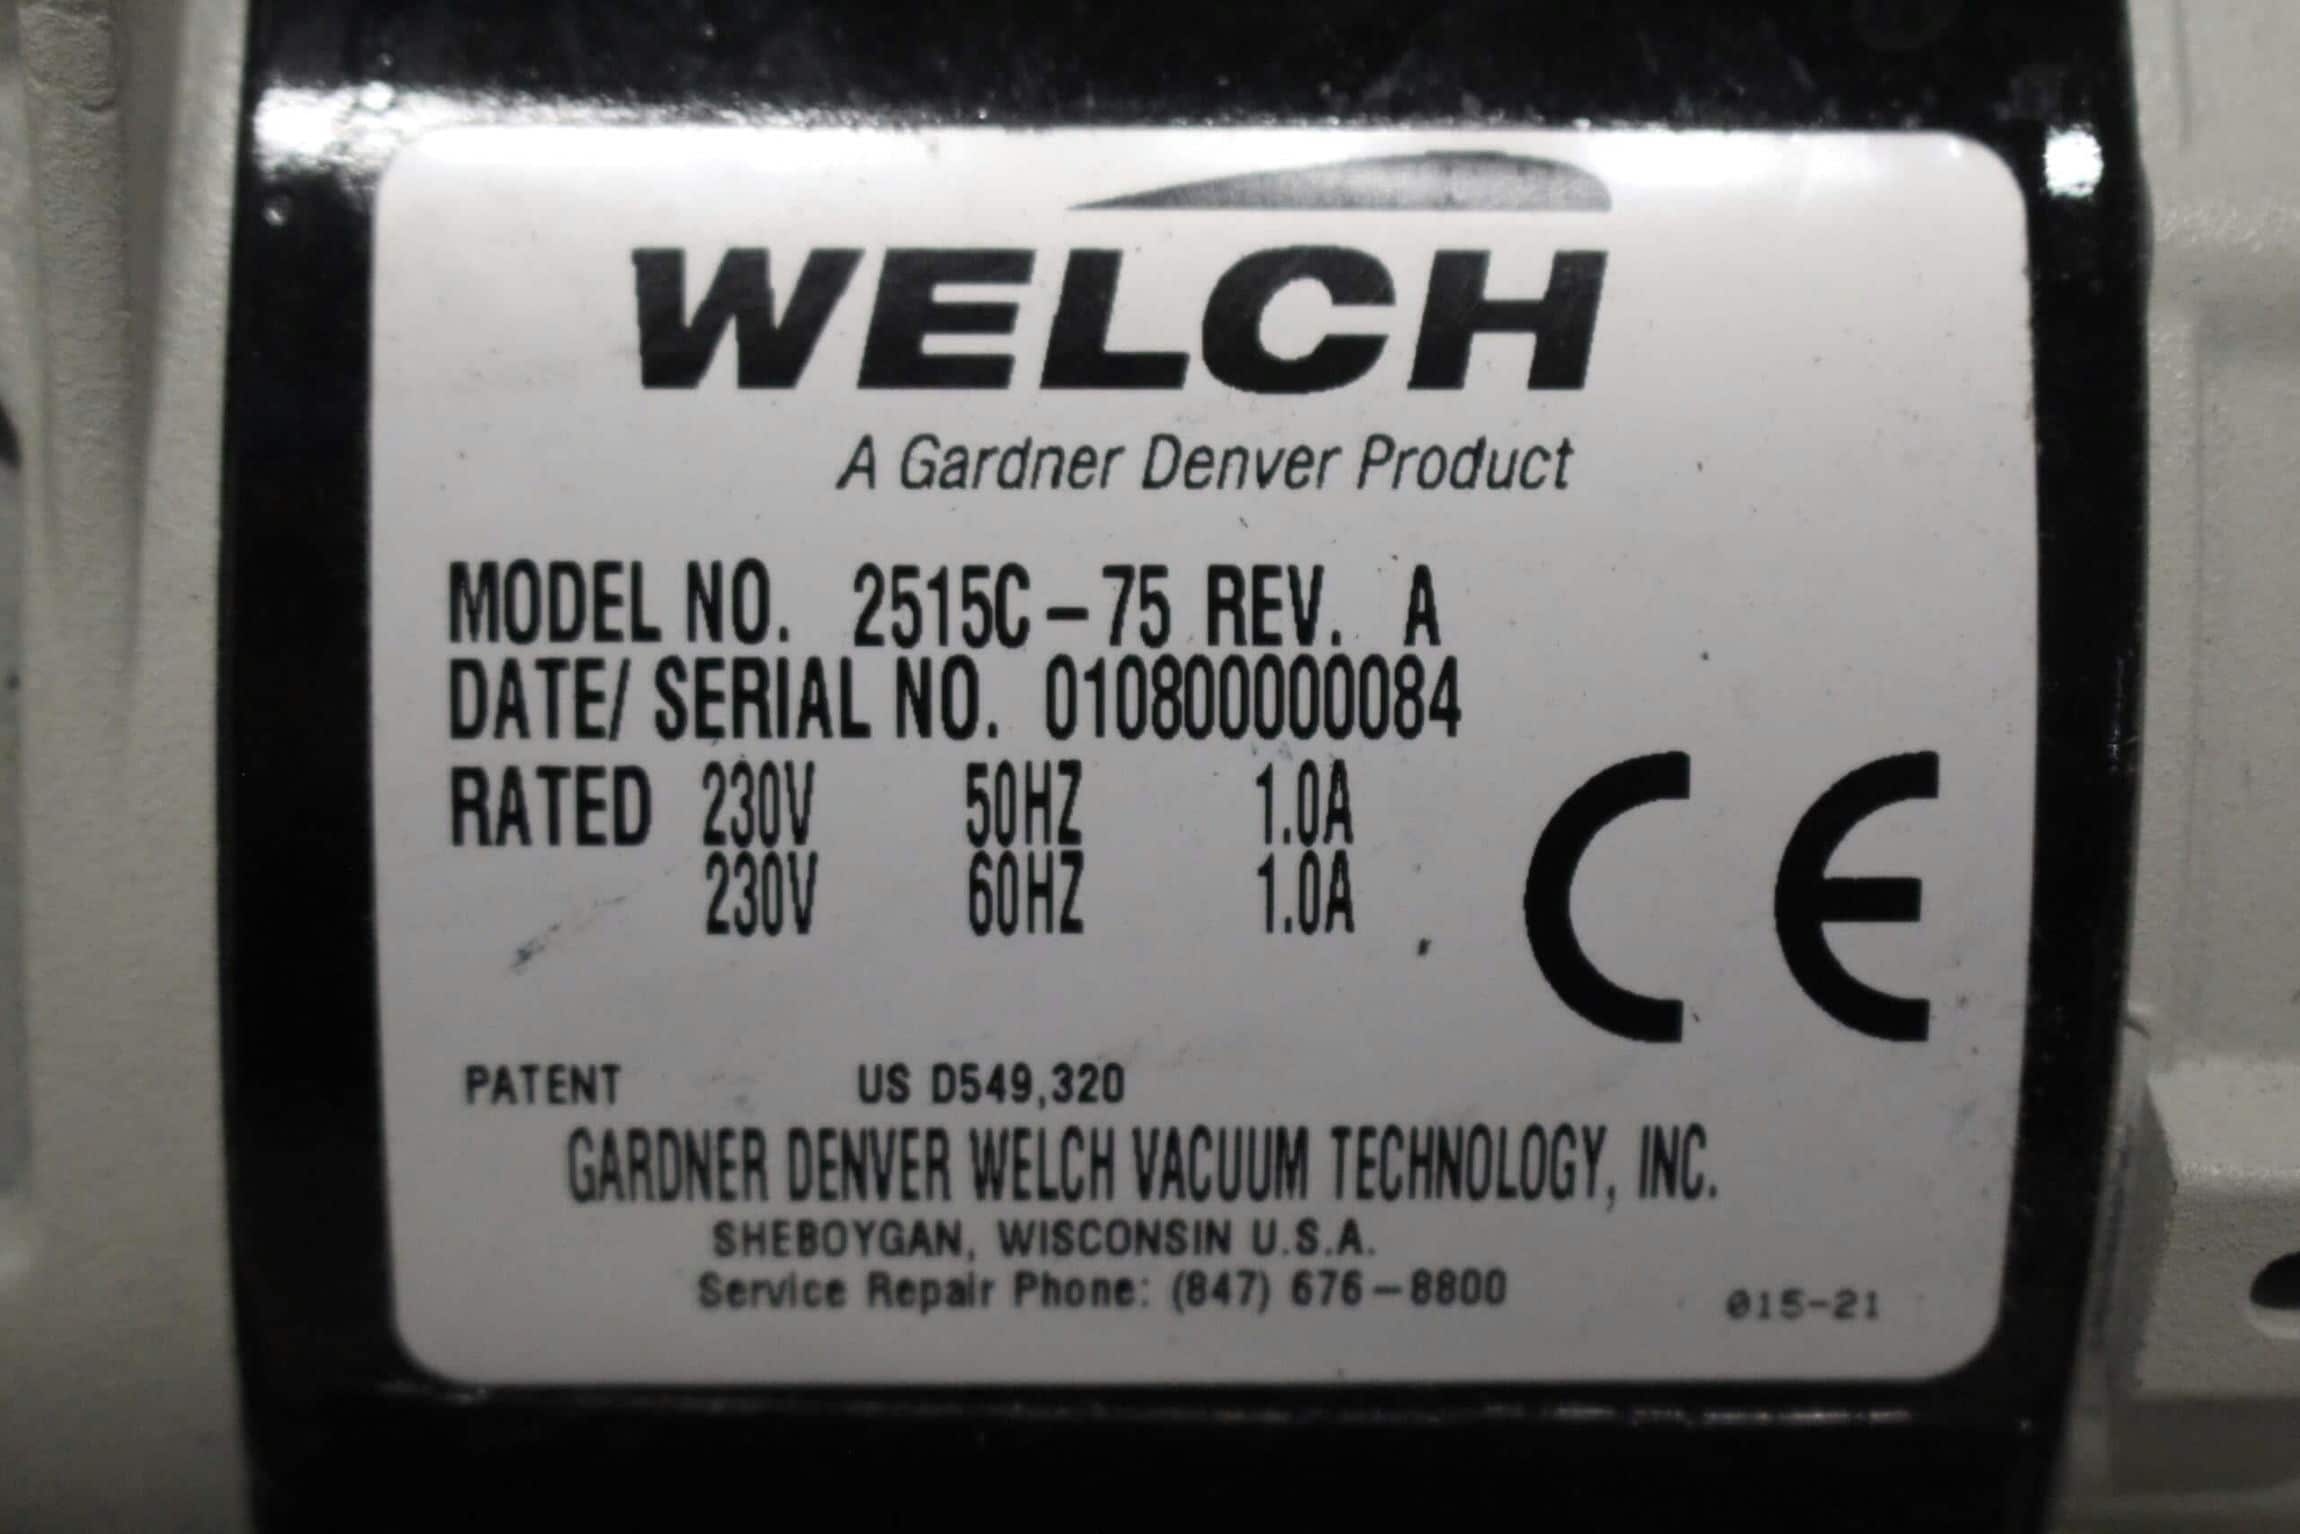 WELCH
A Gardner Denver Product
MODEL NO. 2515C-75 REV. A
DATE/ SERIAL NO. 010800000084
RATED 230V 50HZ 1.0A
230V 60HZ 1.0A
CE
PATENT US D549,320
GARDNER DENVER WELCH VACUUM TECHNOLOGY, INC.
SHEBOYGAN, WISCONSIN U.S.A.
Service Repair Phone: (847) 676-8800
015-21